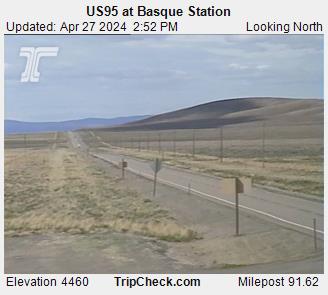 US95 at Basque Station
Updated: Apr 27 2024 2:52 PM Looking North
Elevation 4460 TripCheck.com Milepost 91.62